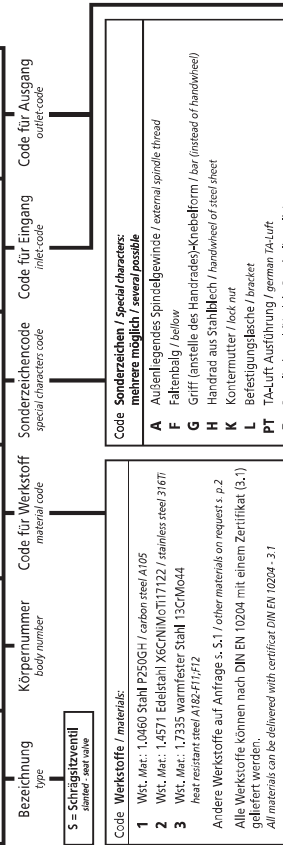 Bezeichnung
type
Körpernummer
body number
Code für Werkstoff
material code
Sonderzeichencode
special characters code
Code für Eingang
inlet-code
Code für Ausgang
outlet-code
S = Schrägsitzventil
slanted - seat valve
Code Werkstoffe / materials:
1 Wst. Mat.: 1.0460 Stahl P250GH / carbon steel A105
2 Wst. Mat.: 1.4571 Edelstahl X6CrNiMoTi17122 / stainless steel 316Ti
3 Wst. Mat.: 1.7335 warmfester Stahl 13CrMo44
heat resistant steel A182-F11;F12
Andere Werkstoffe auf Anfrage s. S.1 / other materials on request s. p.2
Alle Werkstoffe können nach DIN EN 10204 mit einem Zertifikat (3.1)
geliefert werden.
All materials can be delivered with certificat DIN EN 10204 - 3.1
Code Sonderzeichen / Special characters:
mehrere möglich / several possible
A Außenliegendes Spindelgewinde / external spindle thread
F Faltenbalg / bellow
G Griff (anstelle des Handrades)-Knebelform / bar (instead of handwheel)
H Handrad aus Stahlblech / handwheel of steel sheet
K Kontermutter / lock nut
L Befestigungslasche / bracket
PT TA-Luft Ausführung / german TA-Luft